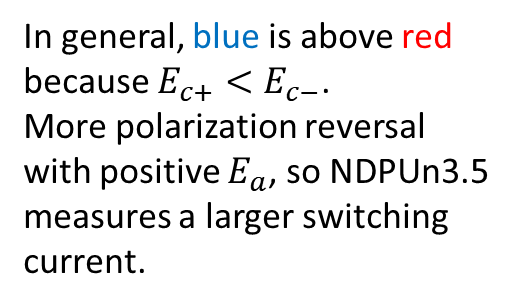 In general, blue is above red
because E_{c+} < E_{c−}.
More polarization reversal
with positive E_a, so NDPUn3.5
measures a larger switching
current.